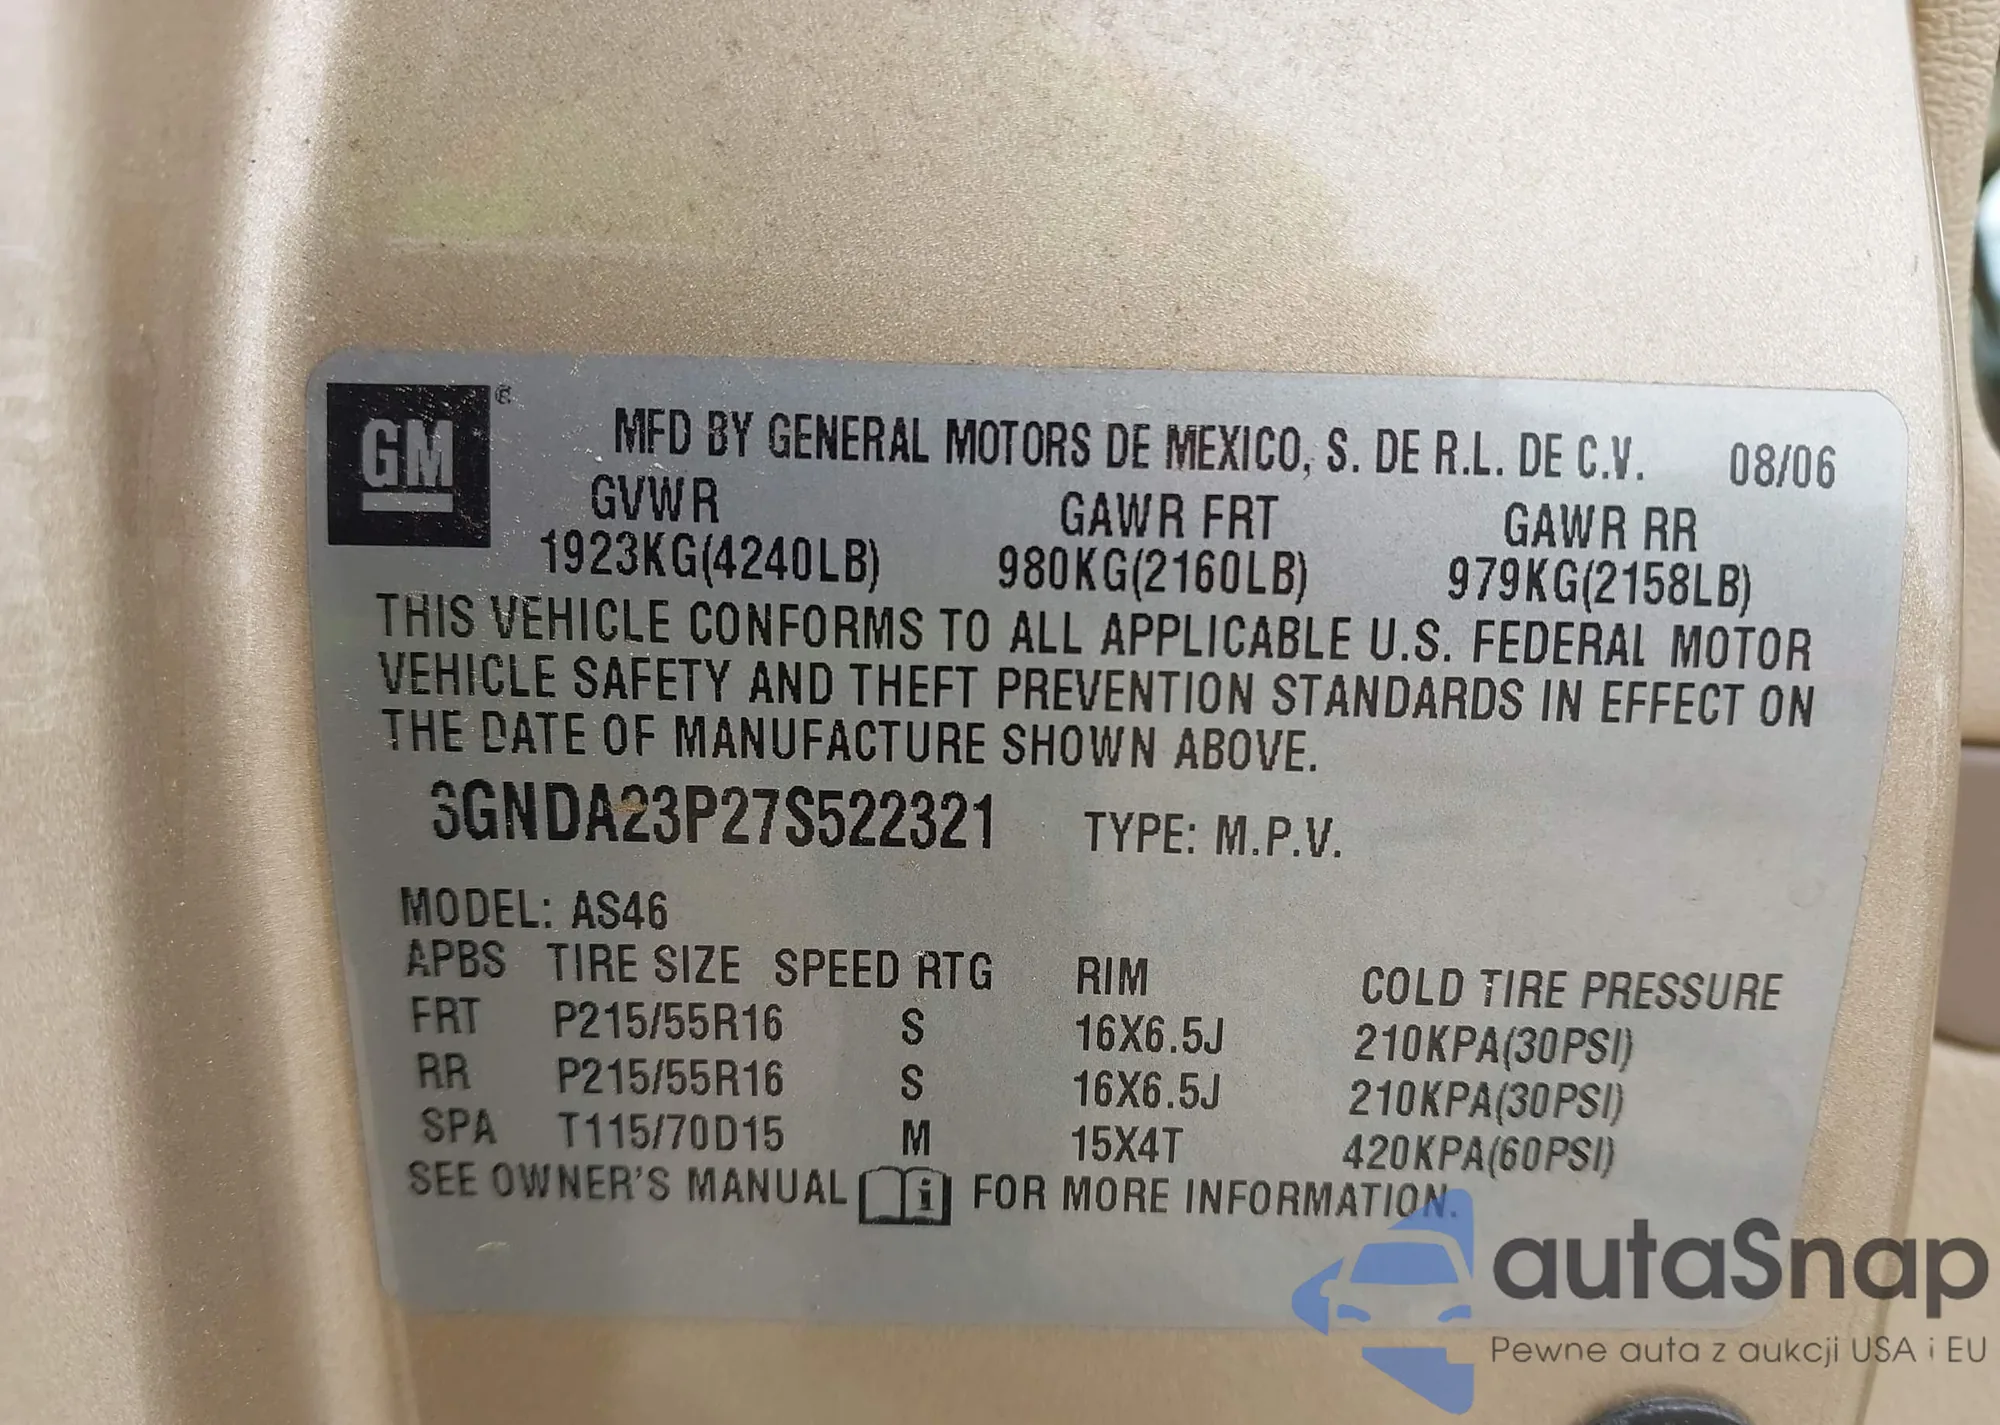 GM ®
MFD BY GENERAL MOTORS DE MEXICO, S. DE R.L. DE C.V. 08/06
GVWR GAWR FRT GAWR RR
1923KG(4240LB) 980KG(2160LB) 979KG(2158LB)
THIS VEHICLE CONFORMS TO ALL APPLICABLE U.S. FEDERAL MOTOR
VEHICLE SAFETY AND THEFT PREVENTION STANDARDS IN EFFECT ON
THE DATE OF MANUFACTURE SHOWN ABOVE.
3GNDA23P27S522321 TYPE: M.P.V.
MODEL: AS46
APBS TIRE SIZE SPEED RTG RIM COLD TIRE PRESSURE
FRT P215/55R16 S 16X6.5J 210KPA(30PSI)
RR P215/55R16 S 16X6.5J 210KPA(30PSI)
SPA T115/70D15 M 15X4T 420KPA(60PSI)
SEE OWNER'S MANUAL i FOR MORE INFORMATION.
autaSnap
Pewne auta z aukcji USA i EU